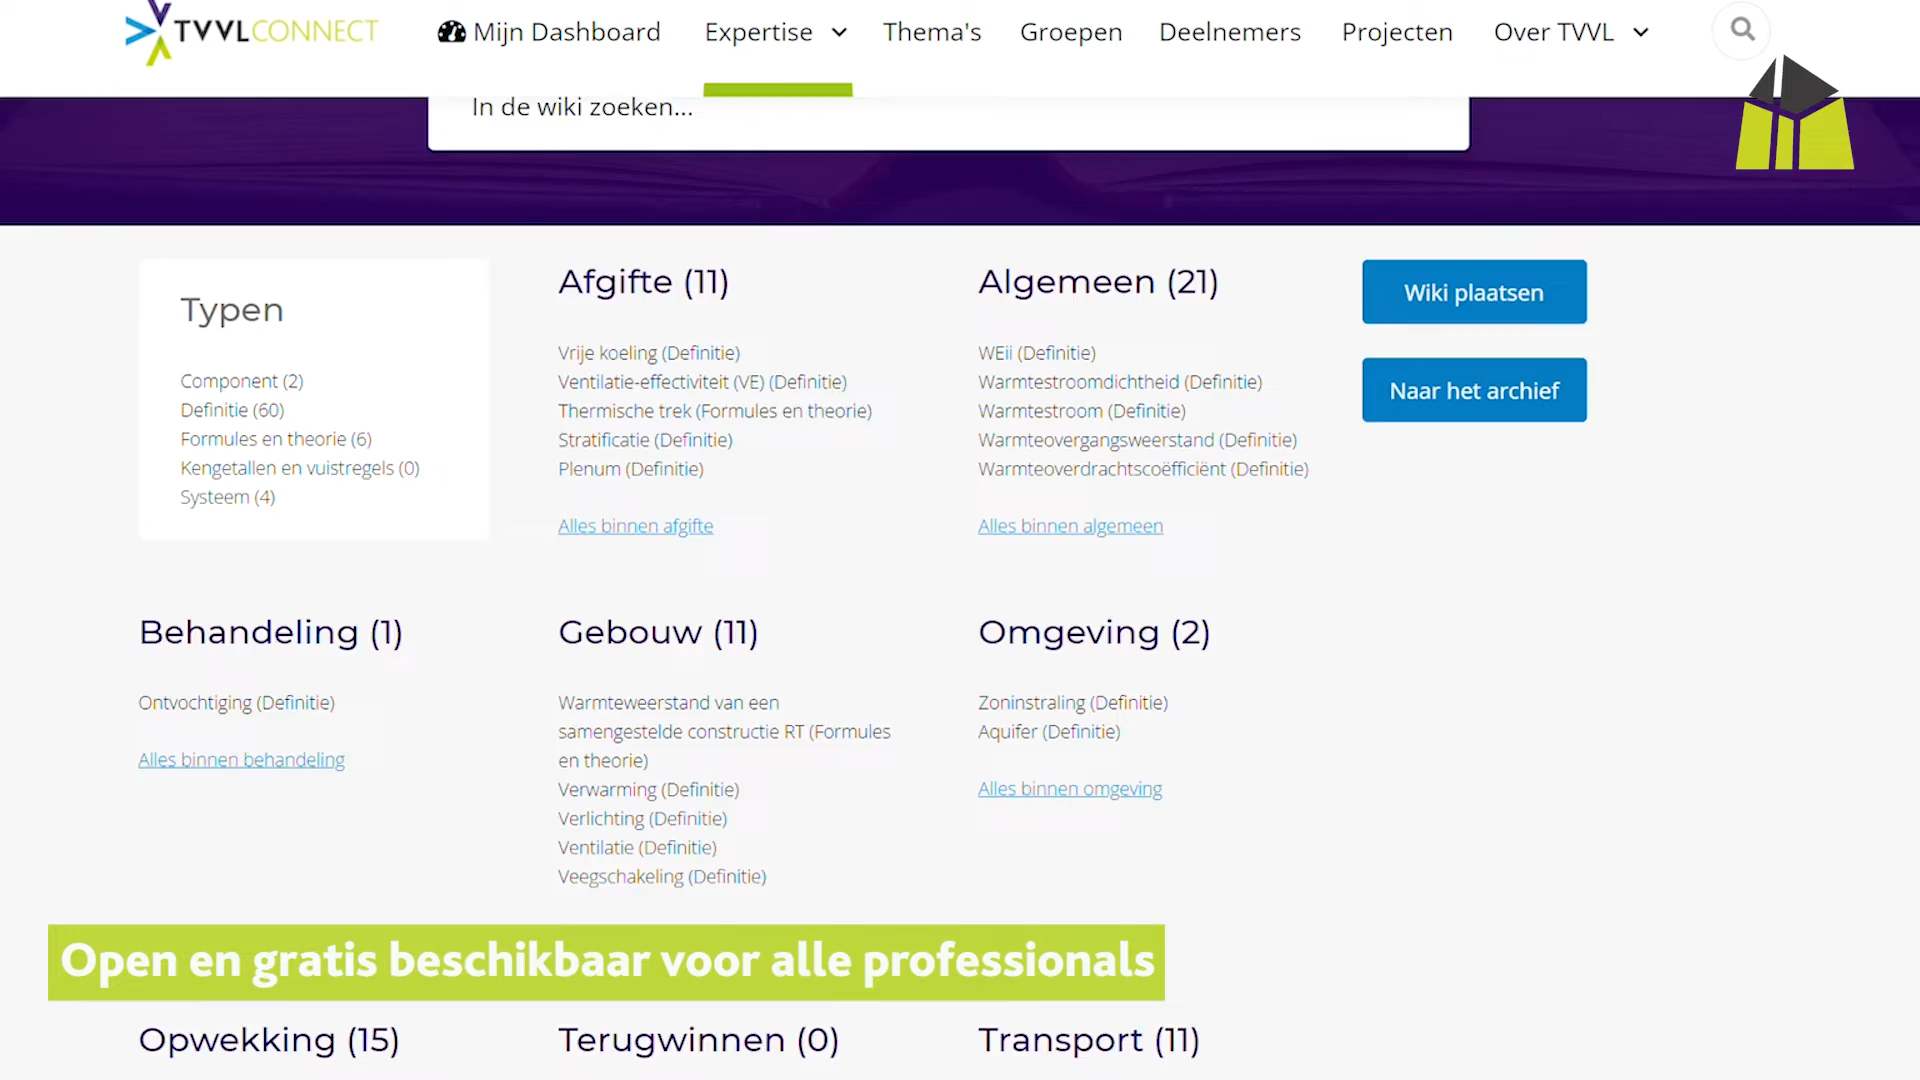 TVVLCONNECT
Mijn Dashboard
Expertise
Thema's
Groepen
Deelnemers
Projecten
Over TVVL
In de wiki zoeken...
Typen
Component (2)
Definitie (60)
Formules en theorie (6)
Kengetallen en vuistregels (0)
Systeem (4)
Afgifte (11)
Vrije koeling (Definitie)
Ventilatie-effectiviteit (VE) (Definitie)
Thermische trek (Formules en theorie)
Stratificatie (Definitie)
Plenum (Definitie)
Alles binnen afgifte
Algemeen (21)
WEii (Definitie)
Warmtestroomdichtheid (Definitie)
Warmtestroom (Definitie)
Warmteovergangsweerstand (Definitie)
Warmteoverdrachtscoëfficiënt (Definitie)
Alles binnen algemeen
Wiki plaatsen
Naar het archief
Behandeling (1)
Ontvochtiging (Definitie)
Alles binnen behandeling
Gebouw (11)
Warmteweerstand van een
samengestelde constructie RT (Formules
en theorie)
Verwarming (Definitie)
Verlichting (Definitie)
Ventilatie (Definitie)
Veegschakeling (Definitie)
Omgeving (2)
Zoninstraling (Definitie)
Aquifer (Definitie)
Alles binnen omgeving
Open en gratis beschikbaar voor alle professionals
Opwekking (15)
Terugwinnen (0)
Transport (11)